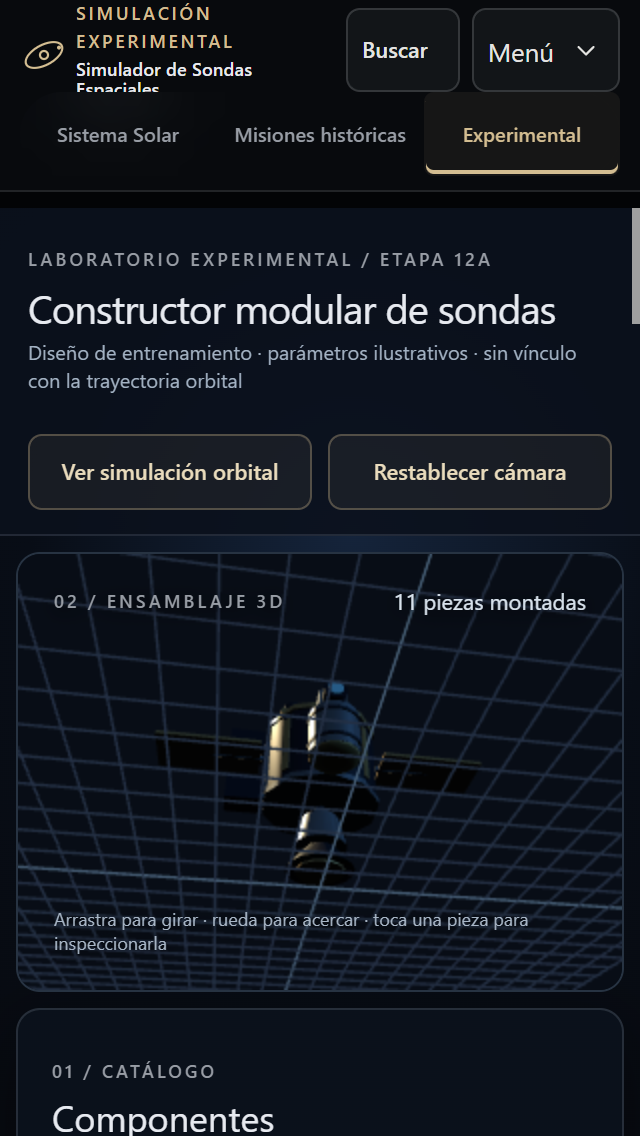 SIMULACIÓN
EXPERIMENTAL
Simulador de Sondas
Espaciales
Buscar
Menú
Sistema Solar
Misiones históricas
Experimental
LABORATORIO EXPERIMENTAL / ETAPA 12A
Constructor modular de sondas
Diseño de entrenamiento · parámetros ilustrativos · sin vínculo
con la trayectoria orbital
Ver simulación orbital
Restablecer cámara
02 / ENSAMBLAJE 3D
11 piezas montadas
Arrastra para girar · rueda para acercar · toca una pieza para
inspeccionarla
01 / CATÁLOGO
Componentes